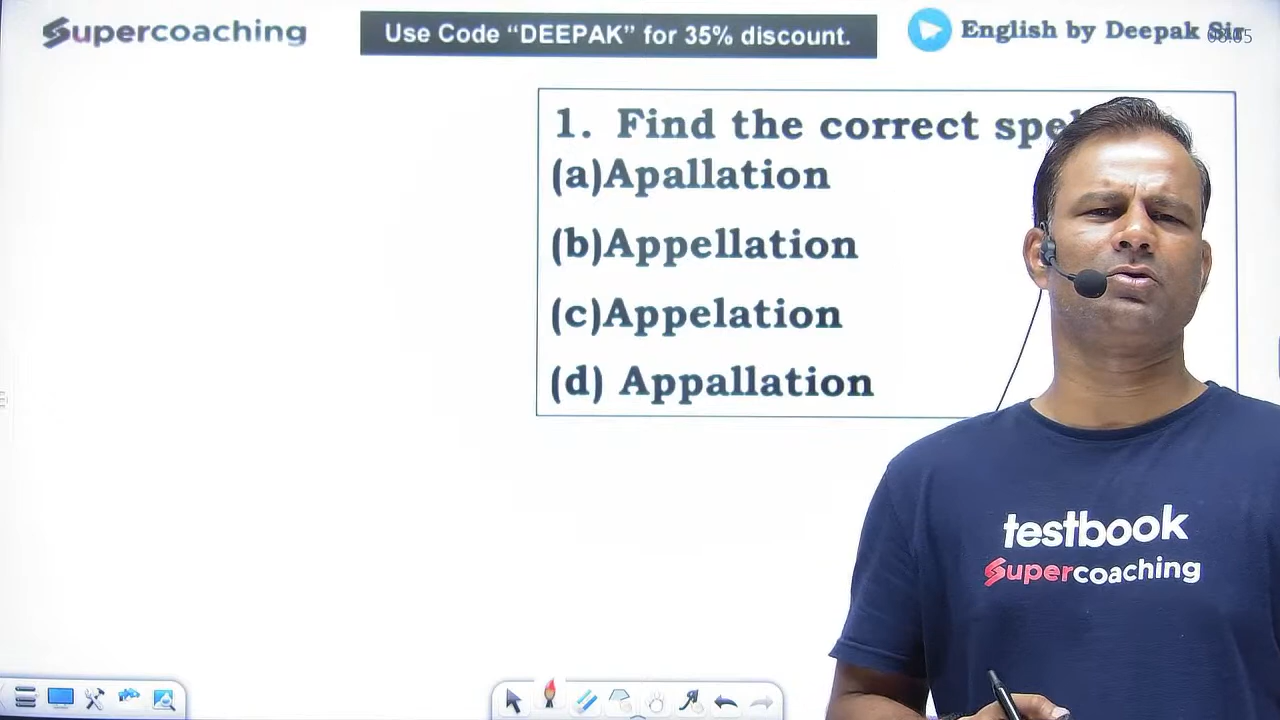 Supercoaching
Use Code “DEEPAK” for 35% discount.
English by Deepak Sir
1. Find the correct
(a)Apallation
(b)Appellation
(c)Appelation
(d) Appallation
testbook
Supercoaching